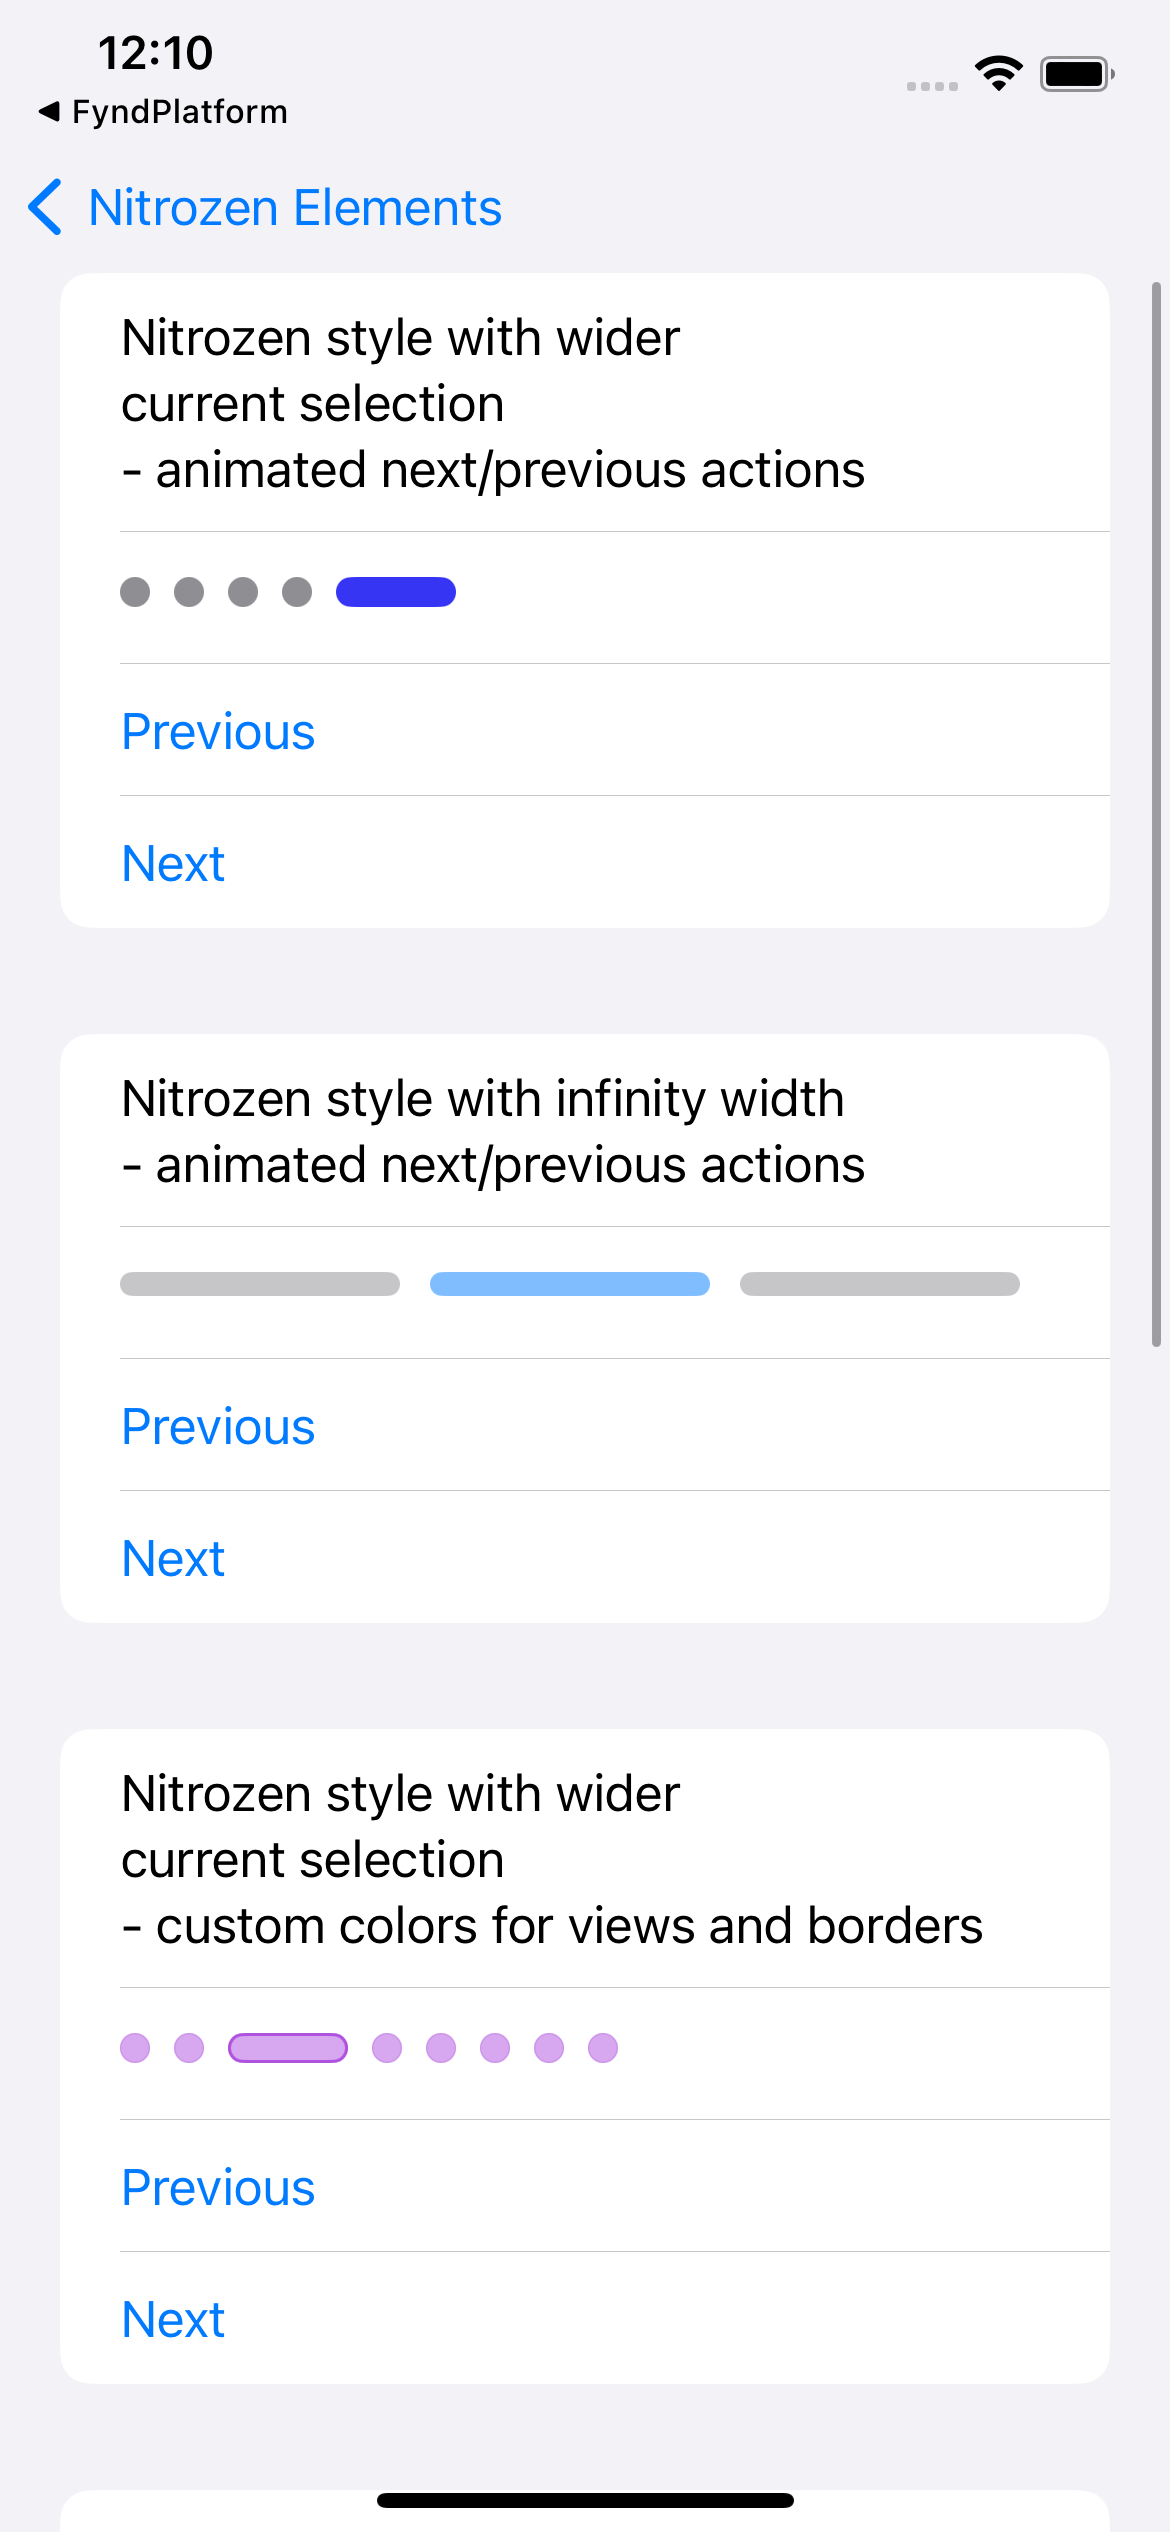 12:10
FyndPlatform
Nitrozen Elements
Nitrozen style with wider
current selection
- animated next/previous actions
Previous
Next
Nitrozen style with infinity width
- animated next/previous actions
Previous
Next
Nitrozen style with wider
current selection
- custom colors for views and borders
Previous
Next